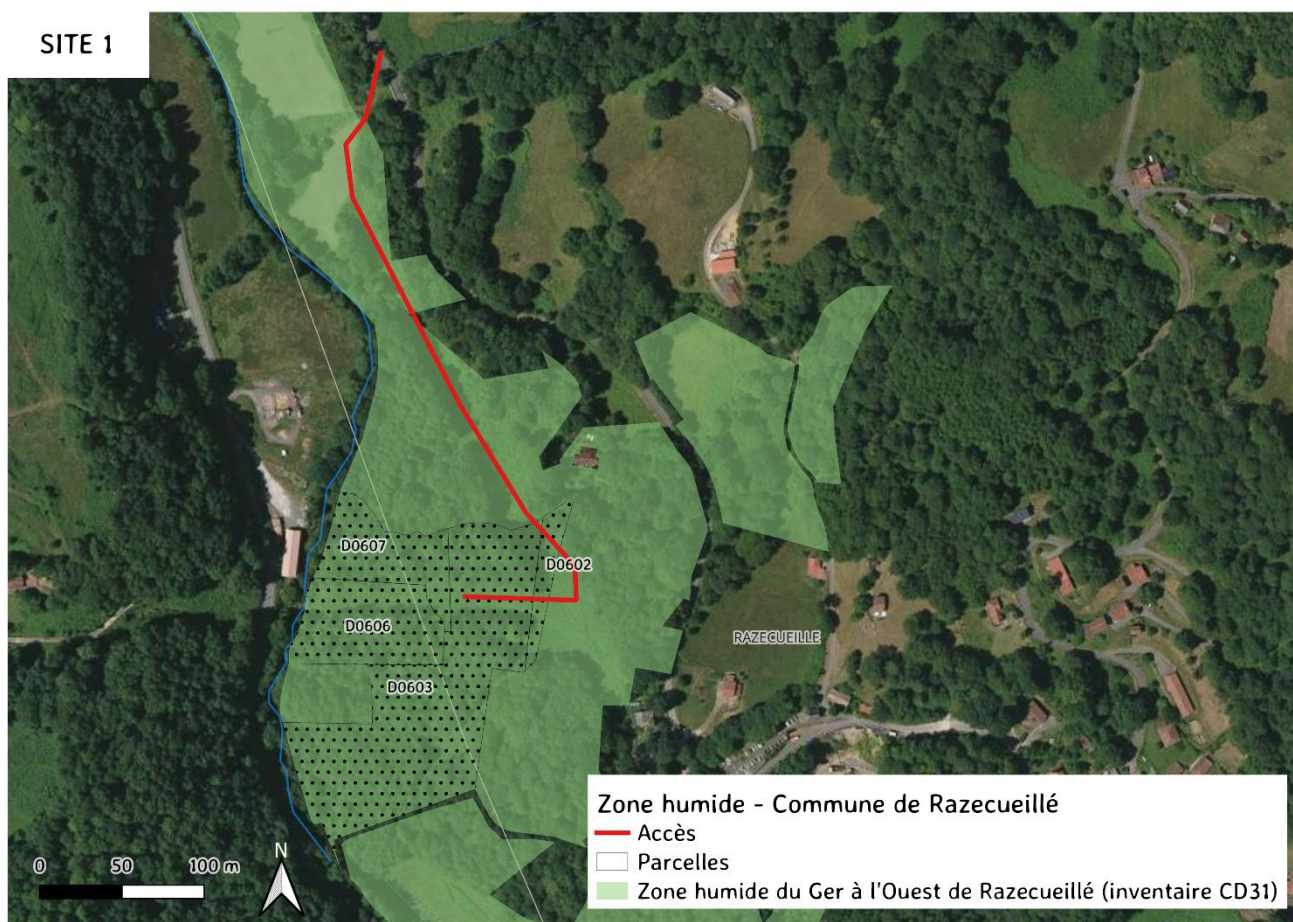 SITE 1
D0607
D0602
D0606
RAZECUEILLE
D0603
Zone humide - Commune de Razecueillé
Accès
Parcelles
Zone humide du Ger à l'Ouest de Razecueillé (inventaire CD31)
0 50 100 m
N